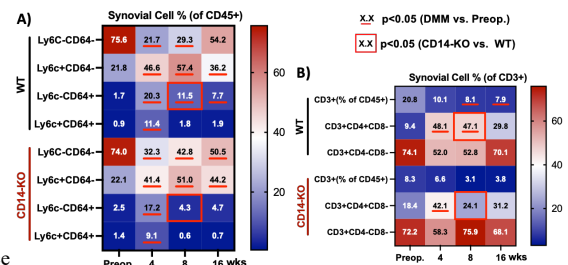 A)
Synovial Cell % (of CD45+)
WT
Ly6C-CD64- 75.6 21.7 29.3 54.2
Ly6c+CD64- 21.8 46.6 57.4 36.2
Ly6c-CD64+ 1.7 20.3 11.5 7.7
Ly6c+CD64+ 0.9 11.4 1.8 1.9
CD14-KO
Ly6C-CD64- 74.0 32.3 42.8 50.5
Ly6c+CD64- 22.1 41.4 51.0 44.2
Ly6c-CD64+ 2.5 17.2 4.3 4.7
Ly6c+CD64+ 1.4 9.1 0.6 0.7
Preop. 4 8 16 wks
60
40
20
e
X.X p<0.05 (DMM vs. Preop.)
X.X p<0.05 (CD14-KO vs. WT)
B)
Synovial Cell % (of CD3+)
WT
CD3+(% of CD45+) 20.8 10.1 8.1 7.9
CD3+CD4+CD8- 9.4 48.1 47.1 29.8
CD3+CD4-CD8- 74.1 52.0 52.8 70.1
CD14-KO
CD3+(% of CD45+) 8.3 6.6 3.1 3.8
CD3+CD4+CD8- 18.4 42.1 24.1 31.2
CD3+CD4-CD8- 72.2 58.3 75.9 68.1
Preop. 4 8 16 wks
60
40
20